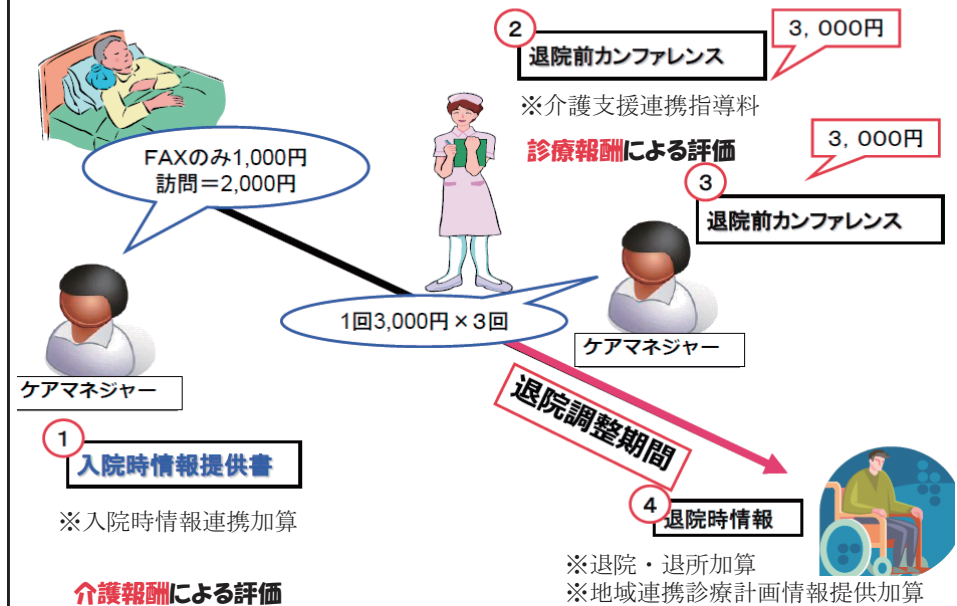 ② 退院前カンファレンス
3，000円
※介護支援連携指導料
診療報酬による評価
3，000円
③ 退院前カンファレンス
FAXのみ1,000円
訪問＝2,000円
1回3,000円×3回
ケアマネジャー
ケアマネジャー
退院調整期間
① 入院時情報提供書
※入院時情報連携加算
介護報酬による評価
④ 退院時情報
※退院・退所加算
※地域連携診療計画情報提供加算